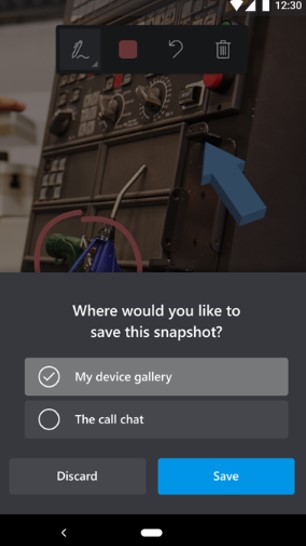 12:30
Where would you like to
save this snapshot?
My device gallery
The call chat
Discard
Save